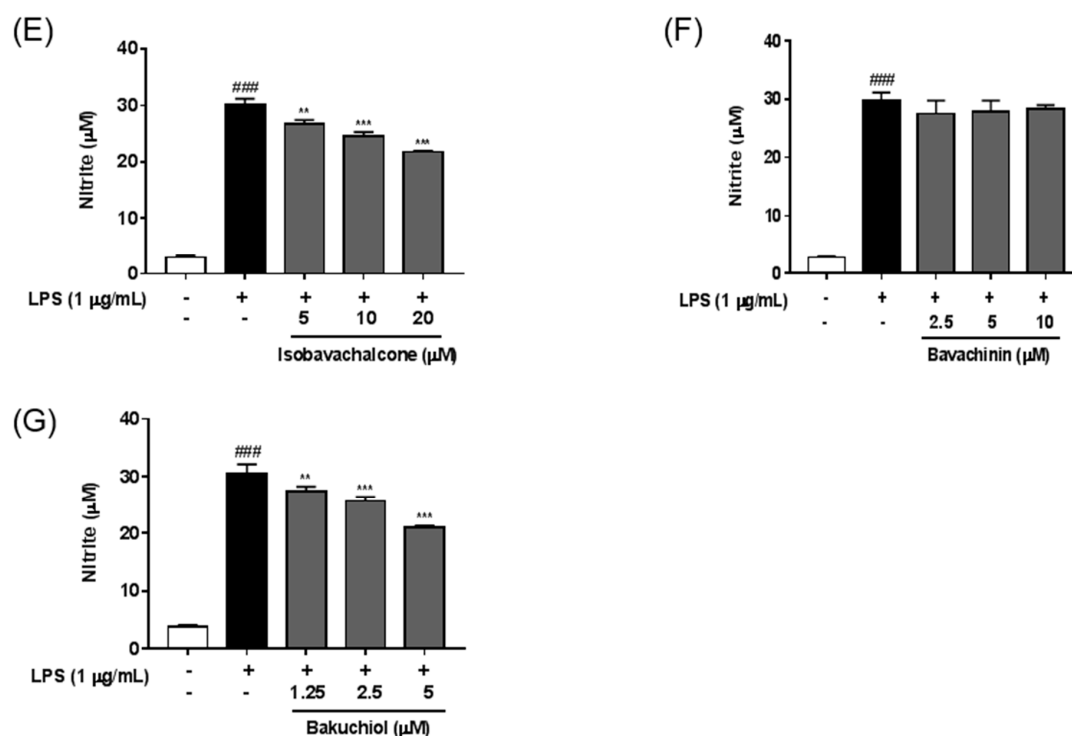 (E)
40
30
20
10
0
Nitrite (μM)
###
**
***
***
LPS (1 μg/mL) - + + + +
- - 5 10 20
Isobavachalcone (μM)
(F)
40
30
20
10
0
Nitrite (μM)
###
LPS (1 μg/mL) - + + + +
- - 2.5 5 10
Bavachinin (μM)
(G)
40
30
20
10
0
Nitrite (μM)
###
**
***
***
LPS (1 μg/mL) - + + + +
- - 1.25 2.5 5
Bakuchiol (μM)